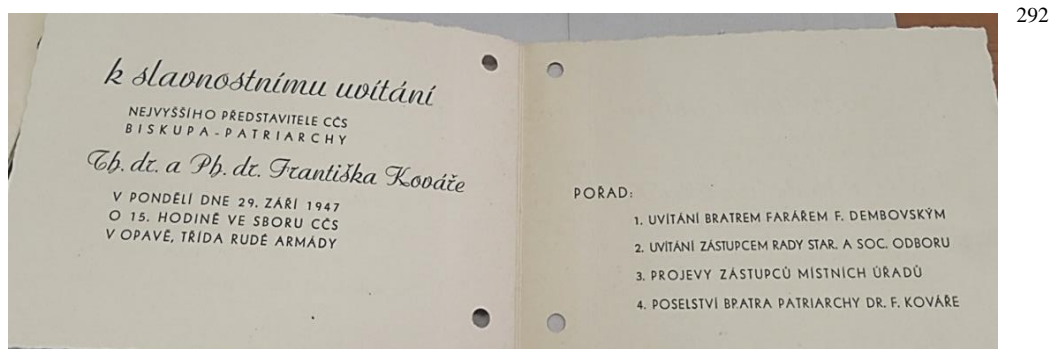 292
k slavnostnímu uvítání
NEJVYŠŠÍHO PŘEDSTAVITELE CČS
BISKUPA-PATRIARCHY
Th. dr. a Ph. dr. Františka Kováře
V PONDĚLÍ DNE 29. ZÁŘÍ 1947
O 15. HODINĚ VE SBORU CČS
V OPAVĚ, TŘÍDA RUDÉ ARMÁDY
POŘAD:
1. UVÍTÁNÍ BRATREM FARÁŘEM F. DEMBOVSKÝM
2. UVÍTÁNÍ ZÁSTUPCEM RADY STAR. A SOC. ODBORU
3. PROJEVY ZÁSTUPCŮ MÍSTNÍCH ÚŘADŮ
4. POSELSTVÍ BRATRA PATRIARCHY DR. F. KOVÁŘE